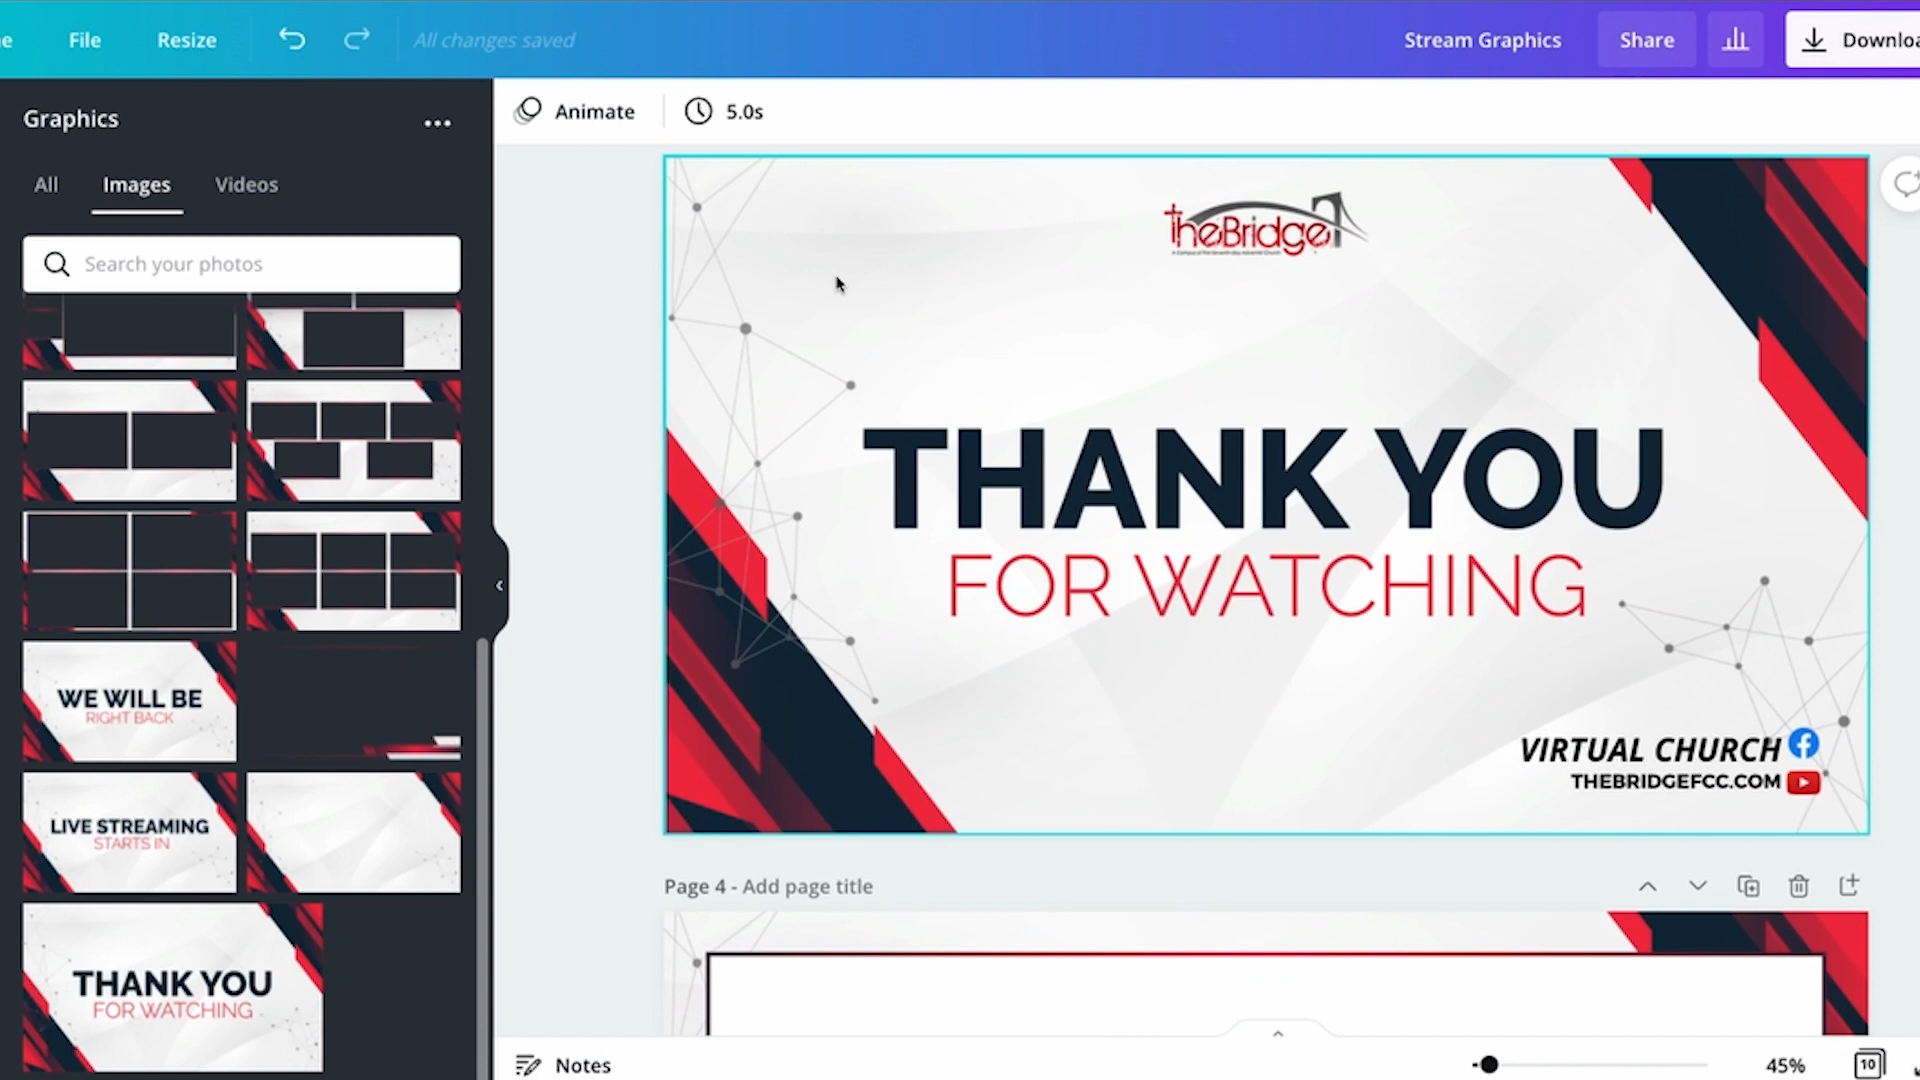 File
Resize
All changes saved
Stream Graphics
Share
Graphics
All
Images
Videos
Search your photos
WE WILL BE
RIGHT BACK
LIVE STREAMING
STARTS IN
THANK YOU
FOR WATCHING
Animate
5.0s
theBridge
THANK YOU
FOR WATCHING
VIRTUAL CHURCH
THEBRIDGEFCC.COM
Page 4 - Add page title
Notes
45%
10